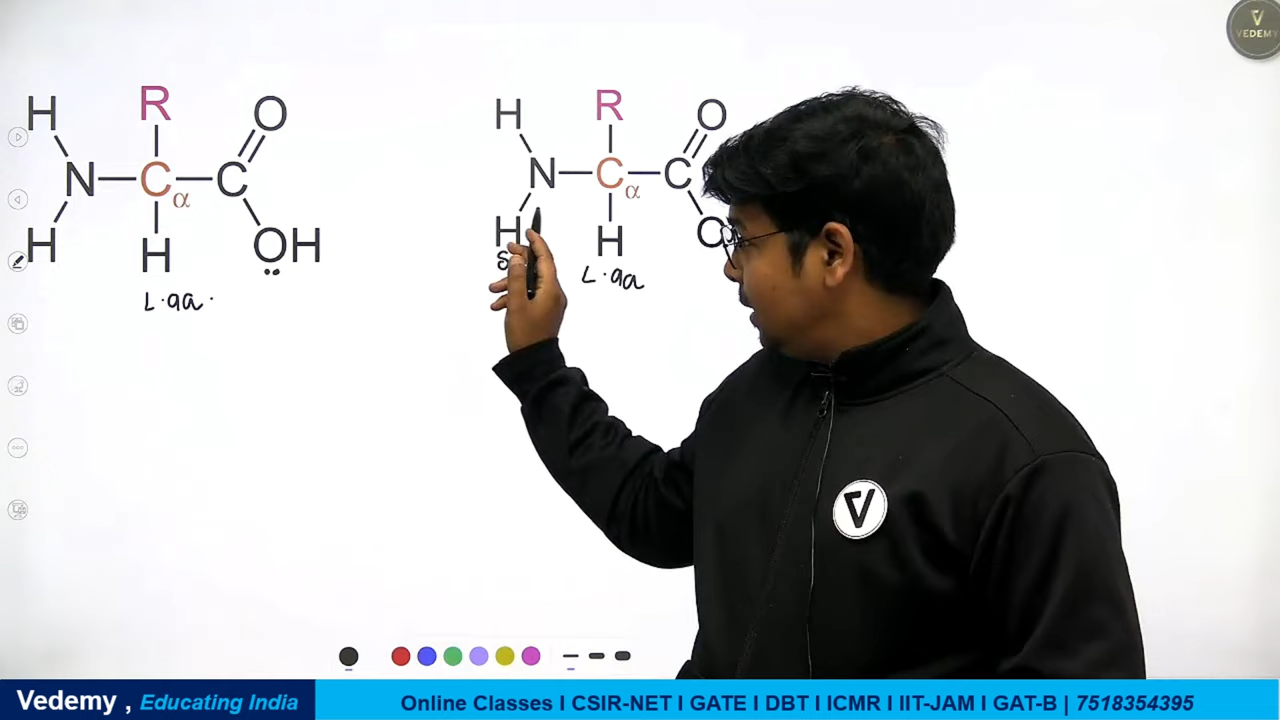 V
VEDEMY
H
R
O
N
C
α
C
H
H
OH
L.aa.
H
R
O
N
C
α
C
H
H
O
L.aa
V
Vedemy , Educating India
Online Classes I CSIR-NET I GATE I DBT I ICMR I IIT-JAM I GAT-B | 7518354395